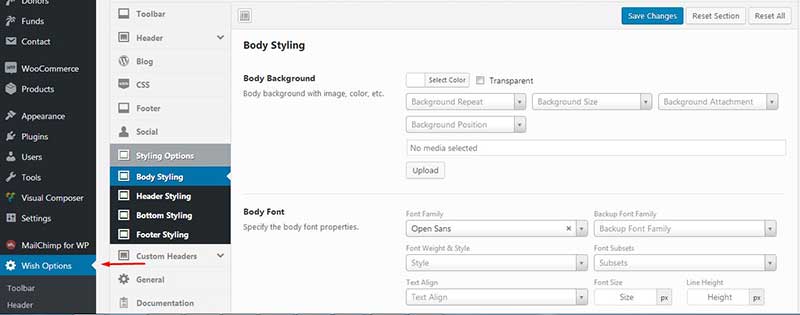 Donors
Funds
Contact
WooCommerce
Products
Appearance
Plugins
Users
Tools
Visual Composer
Settings
MailChimp for WP
Wish Options
Toolbar
Header
Toolbar
Header
Blog
CSS
Footer
Social
Styling Options
Body Styling
Header Styling
Bottom Styling
Footer Styling
Custom Headers
General
Documentation
Save Changes
Reset Section
Reset All
Body Styling
Body Background
Body background with image, color, etc.
Select Color
Transparent
Background Repeat
Background Size
Background Attachment
Background Position
No media selected
Upload
Body Font
Specify the body font properties.
Font Family
Backup Font Family
Open Sans
Backup Font Family
Font Weight & Style
Font Subsets
Style
Subsets
Text Align
Font Size
Line Height
Text Align
Size
px
Height
px